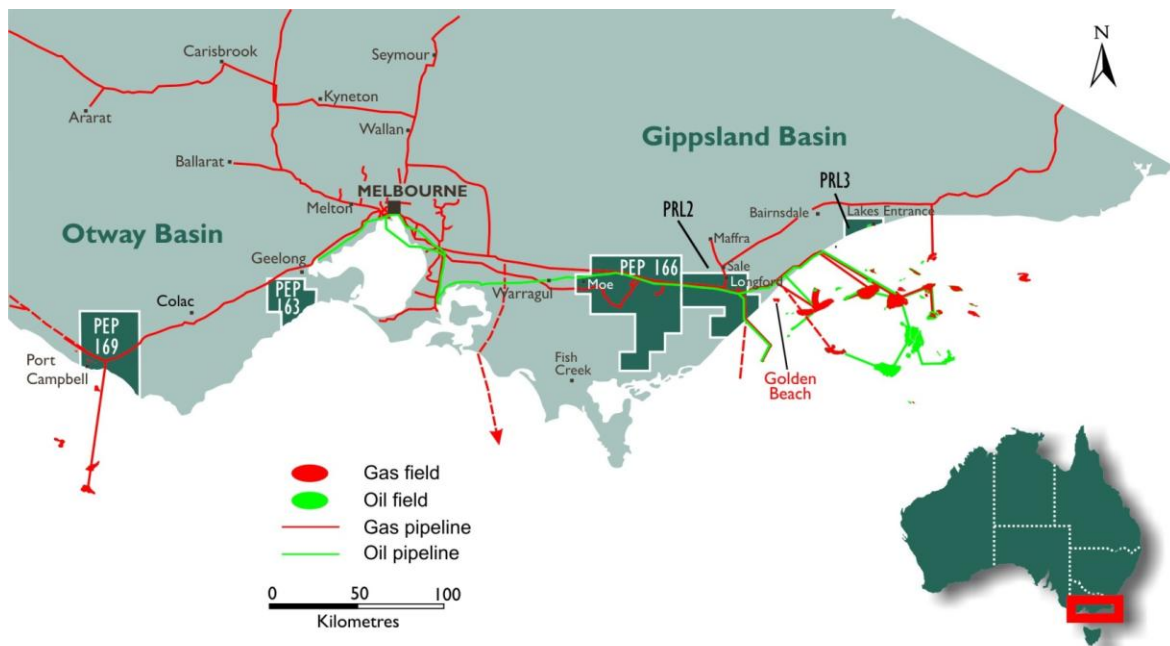 N
Carisbrook
Seymour
Kyneton
Ararat
Wallan
Gippsland Basin
Ballarat
PRL3
MELBOURNE
Melton
PRL2
Bairnsdale
Lakes Entrance
Otway Basin
Maffra
Geelong
Sale
PEP 166
Longford
Moe
Warragul
PEP
163
Colac
PEP
169
Port
Campbell
Fish
Creek
Golden
Beach
Gas field
Oil field
Gas pipeline
Oil pipeline
0 50 100
Kilometres